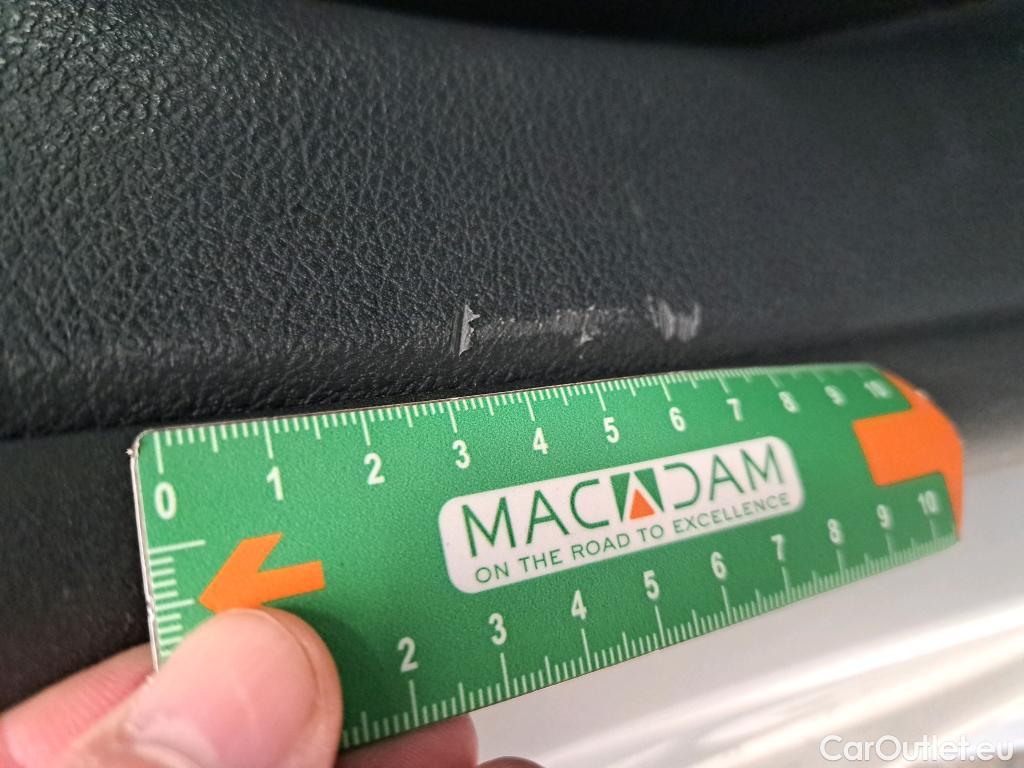 0 1 2 3 4 5 6 7 8 9 10
MACADAM
ON THE ROAD TO EXCELLENCE
2 3 4 5 6 7 8 9 10
CarOutlet.eu